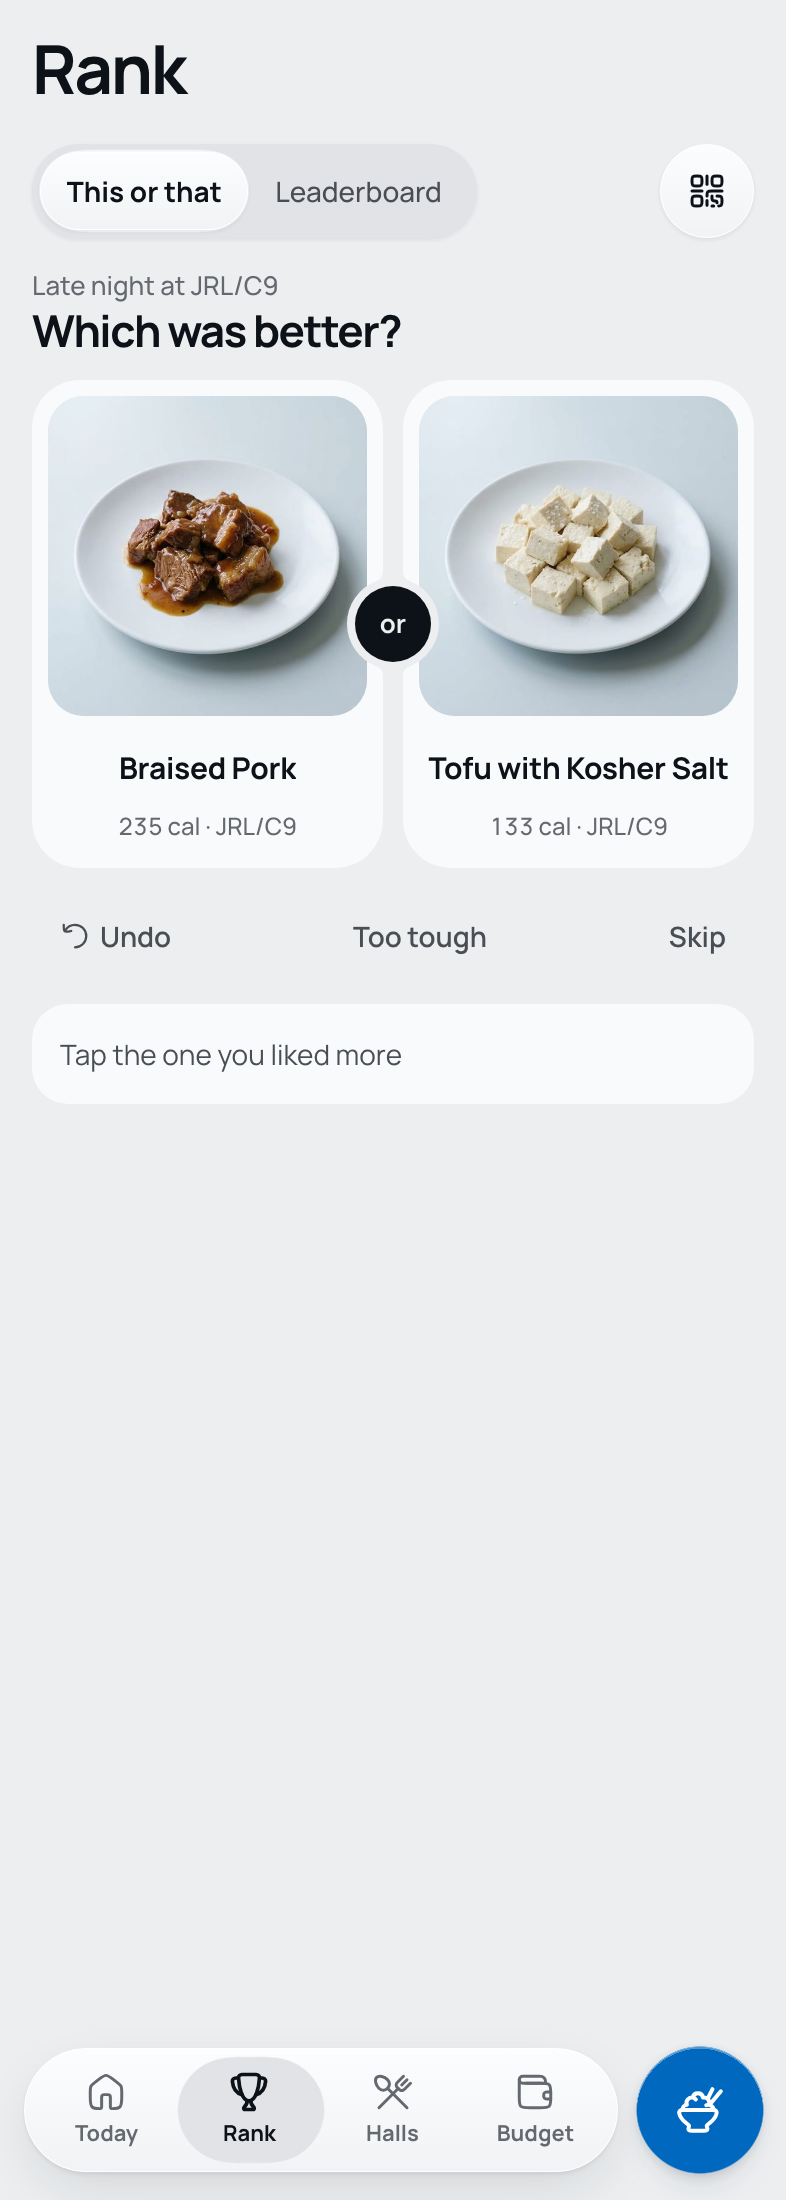 Rank
This or that
Leaderboard
Late night at JRL/C9
Which was better?
or
Braised Pork
235 cal · JRL/C9
Tofu with Kosher Salt
133 cal · JRL/C9
Undo
Too tough
Skip
Tap the one you liked more
Today
Rank
Halls
Budget